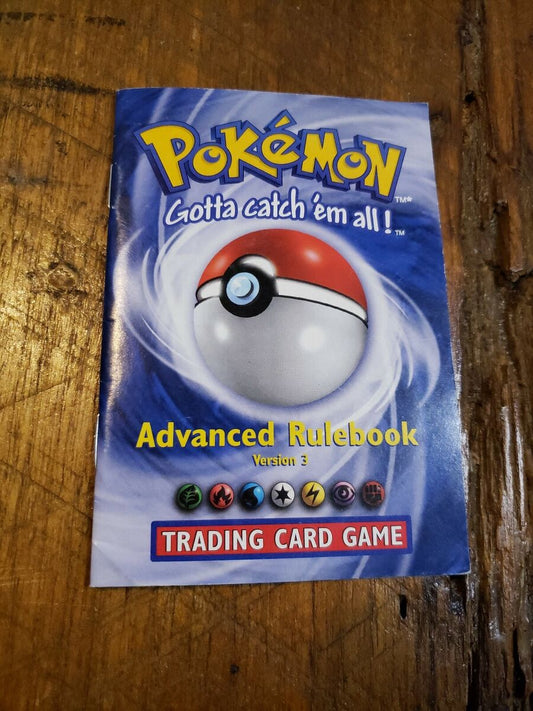 POKéMON
TM*
Gotta catch 'em all!
TM
Advanced Rulebook
Version 3
TRADING CARD GAME